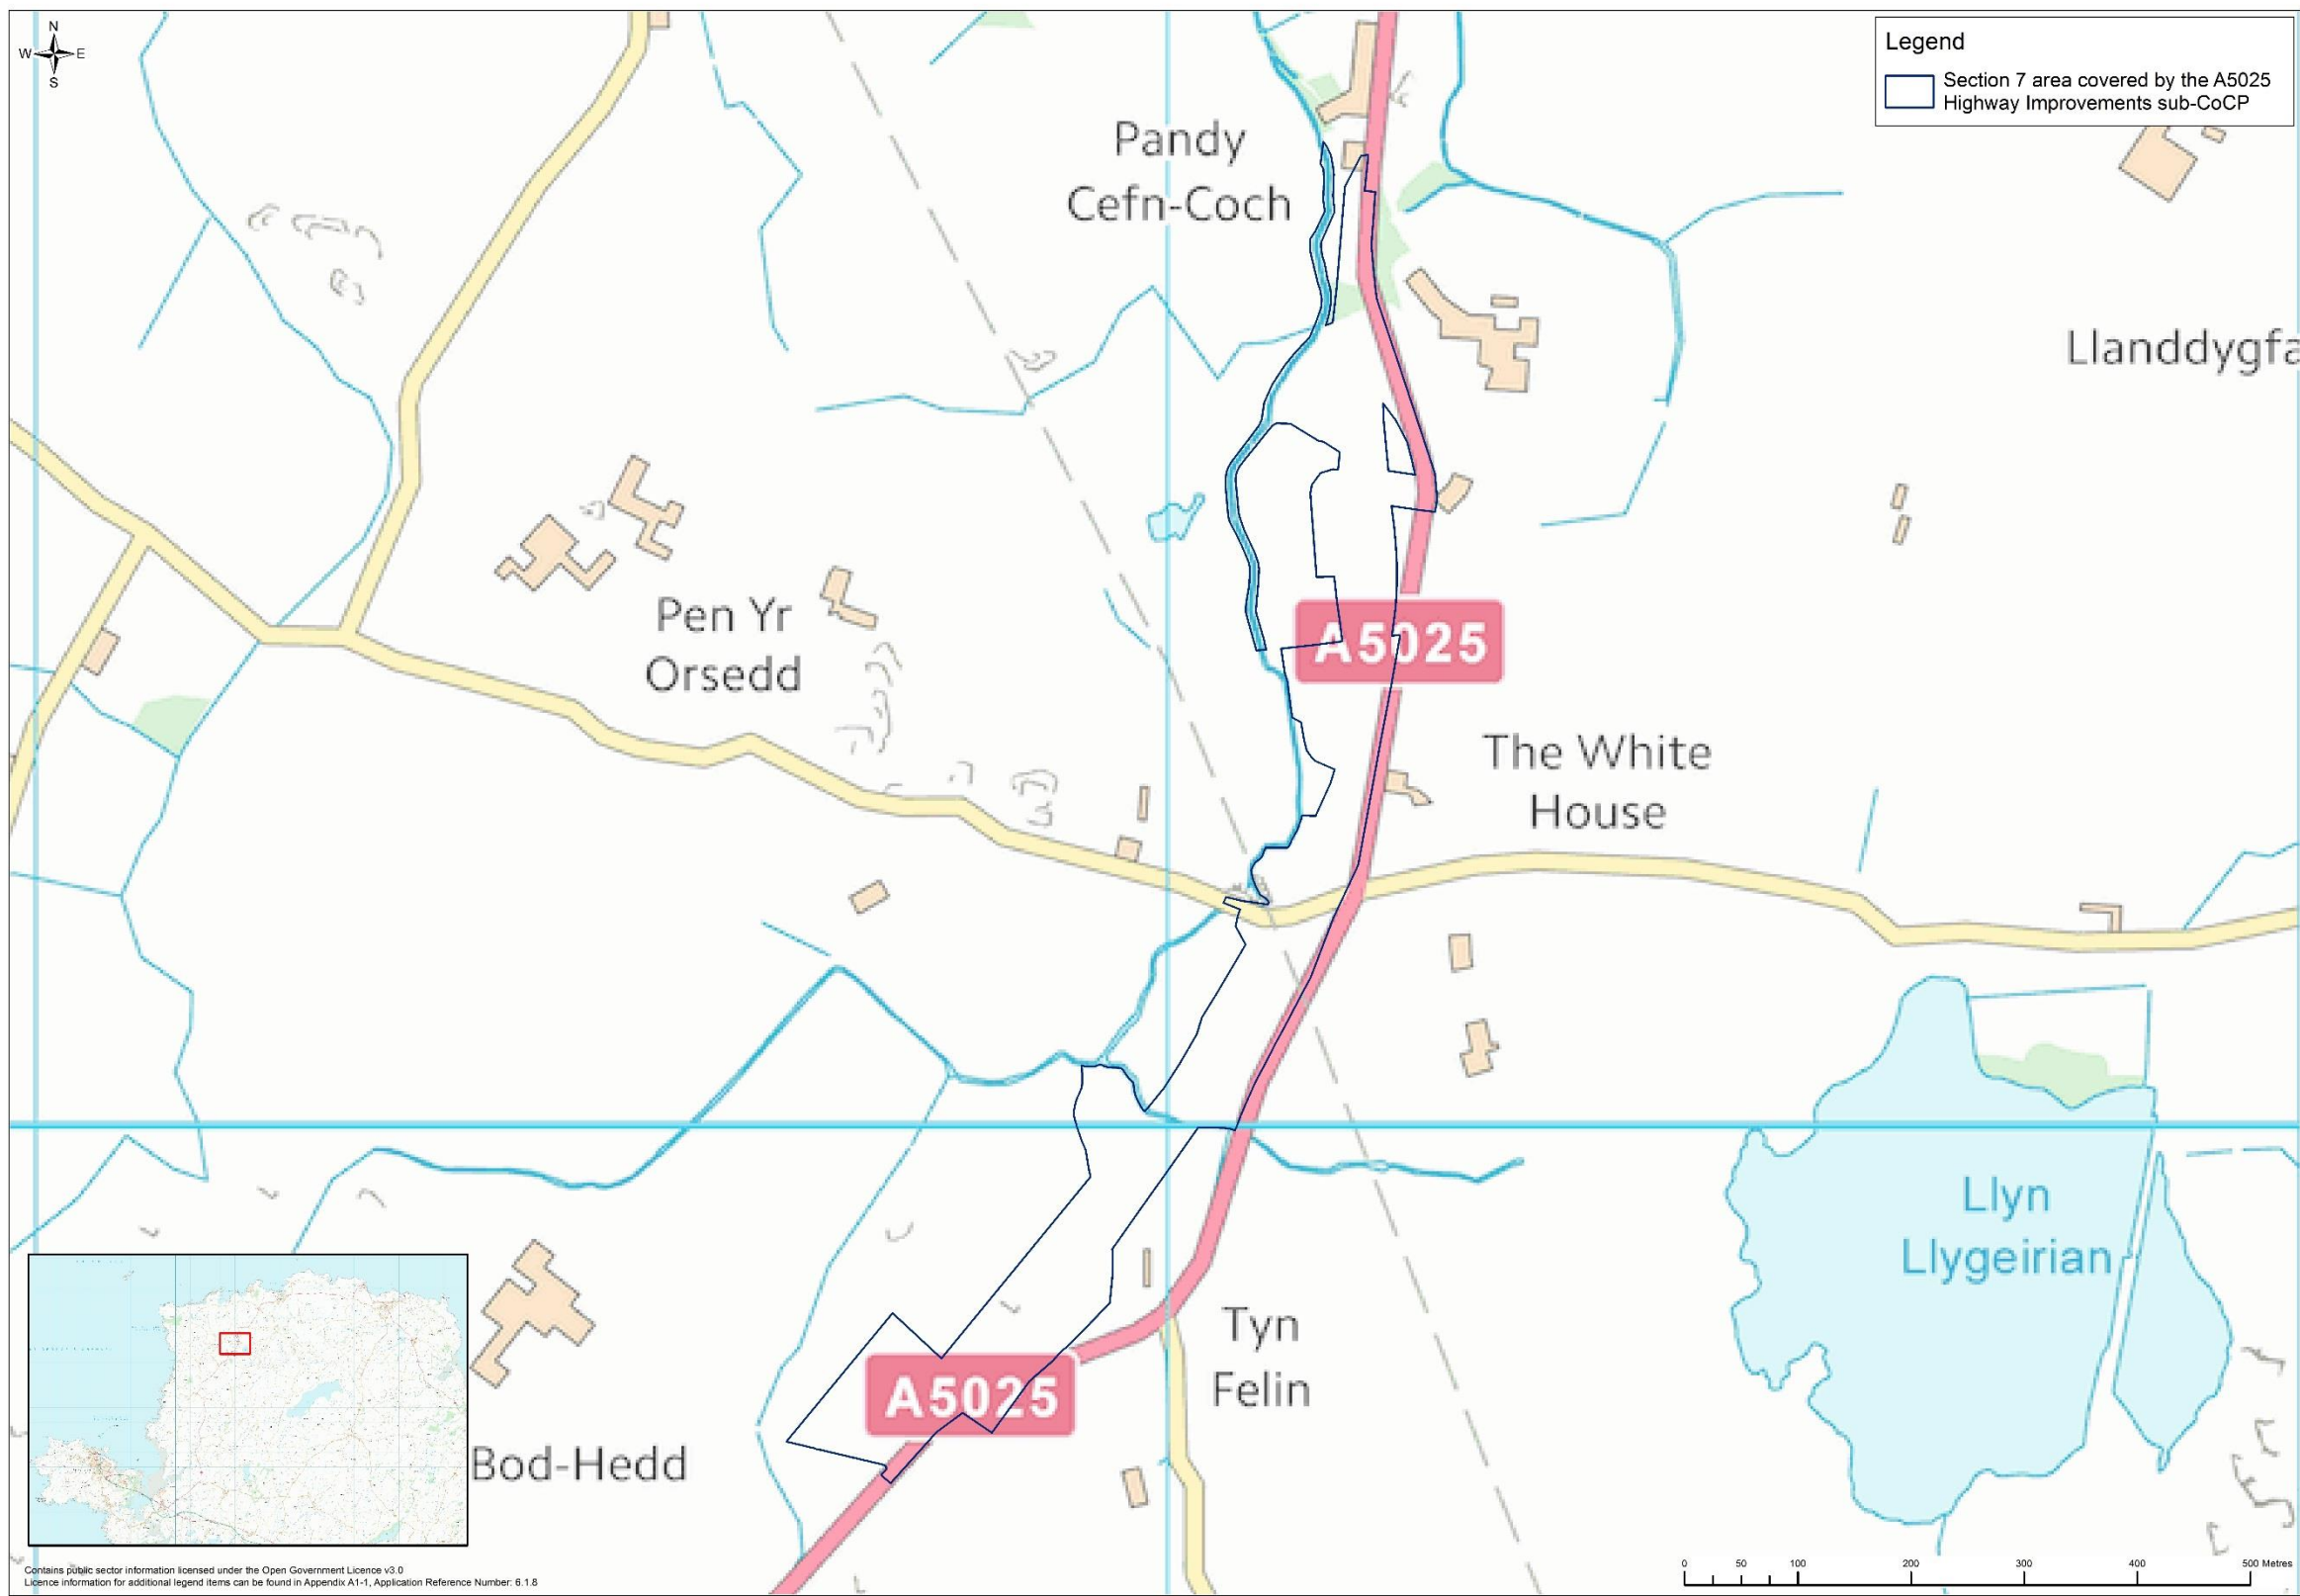 N
W E
S
Legend
Section 7 area covered by the A5025
Highway Improvements sub-CoCP
Pandy
Cefn-Coch
Llanddygfa
Pen Yr
Orsedd
A5025
The White
House
Llyn
Llygeirian
Tyn
Felin
A5025
Bod-Hedd
0 50 100 200 300 400 500 Metres
Contains public sector information licensed under the Open Government Licence v3.0
Licence information for additional legend items can be found in Appendix A1-1, Application Reference Number: 6.1.8